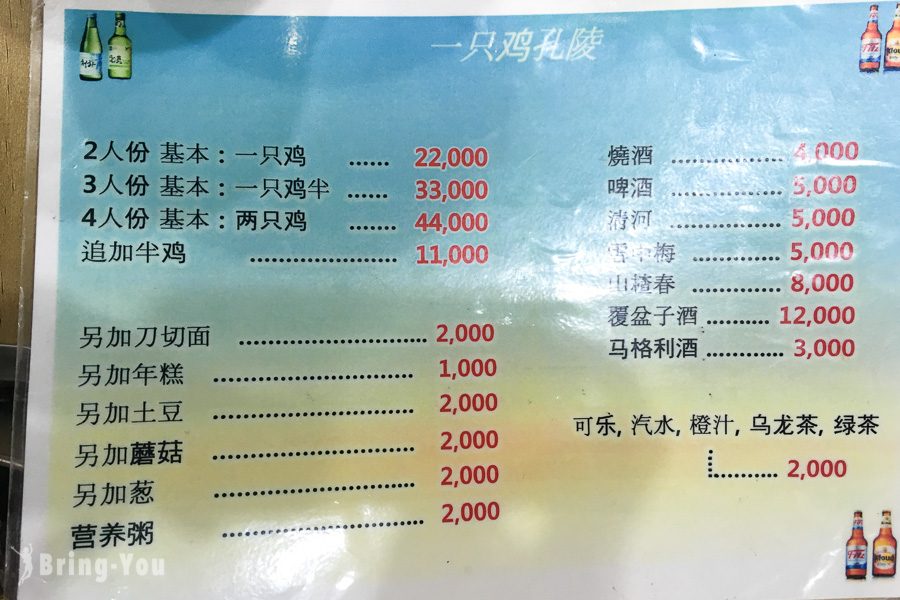 一只鸡孔陵
2人份 基本：一只鸡 ...... 22,000
3人份 基本：一只鸡半 ...... 33,000
4人份 基本：两只鸡 ....... 44,000
追加半鸡 ...................... 11,000
另加刀切面 ............................ 2,000
另加年糕 .............................. 1,000
另加土豆 .............................. 2,000
另加蘑菇 .............................. 2,000
另加葱 .............................. 2,000
营养粥 .............................. 2,000
燒酒 ................. 4,000
啤酒 ................. 5,000
清河 ................. 5,000
雪中梅 ............. 5,000
山楂春 ............. 8,000
覆盆子酒 .......... 12,000
马格利酒 ............ 3,000
可乐, 汽水, 橙汁, 乌龙茶, 绿茶
.......... 2,000
Bring-You